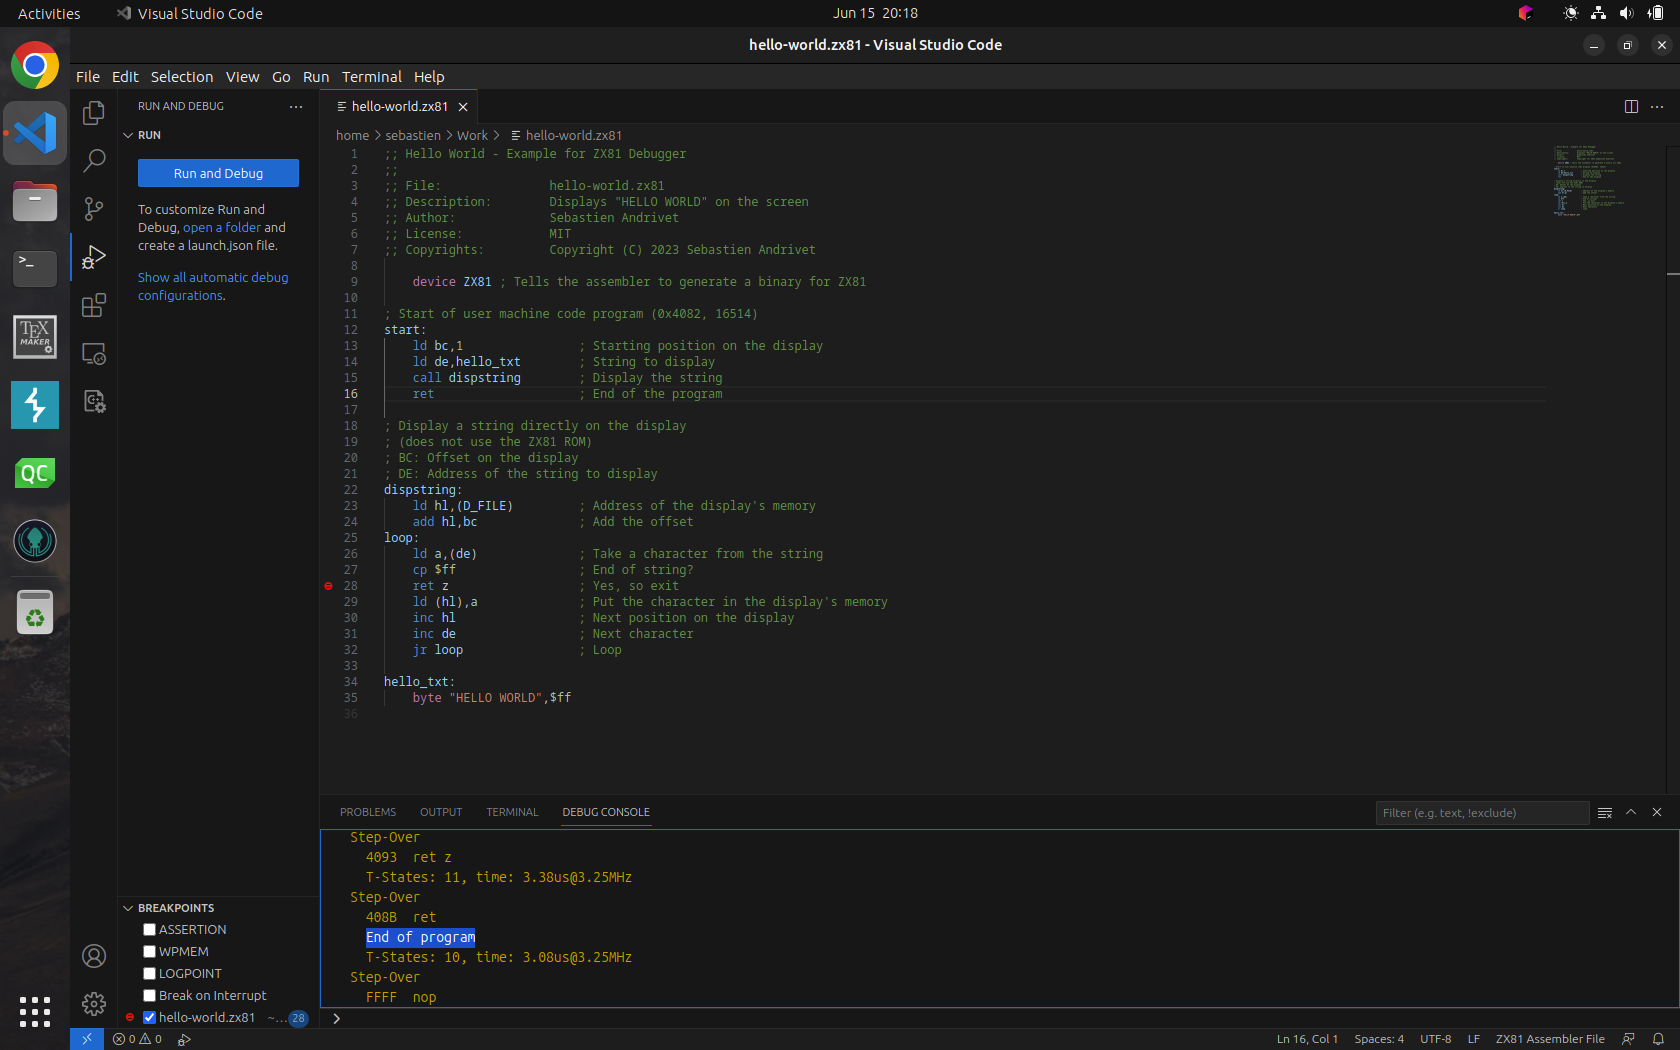 Activities
Visual Studio Code
Jun 15 20:18
hello-world.zx81 - Visual Studio Code
File Edit Selection View Go Run Terminal Help
RUN AND DEBUG
RUN
Run and Debug
To customize Run and
Debug, open a folder and
create a launch.json file.
Show all automatic debug
configurations.
hello-world.zx81
home > sebastien > Work > hello-world.zx81
1 ;; Hello World - Example for ZX81 Debugger
2 ;;
3 ;; File: hello-world.zx81
4 ;; Description: Displays "HELLO WORLD" on the screen
5 ;; Author: Sebastien Andrivet
6 ;; License: MIT
7 ;; Copyrights: Copyright (C) 2023 Sebastien Andrivet
8
9 device ZX81 ; Tells the assembler to generate a binary for ZX81
10
11 ; Start of user machine code program (0x4082, 16514)
12 start:
13 ld bc,1 ; Starting position on the display
14 ld de,hello_txt ; String to display
15 call dispstring ; Display the string
16 ret ; End of the program
17
18 ; Display a string directly on the display
19 ; (does not use the ZX81 ROM)
20 ; BC: Offset on the display
21 ; DE: Address of the string to display
22 dispstring:
23 ld hl,(D_FILE) ; Address of the display's memory
24 add hl,bc ; Add the offset
25 loop:
26 ld a,(de) ; Take a character from the string
27 cp $ff ; End of string?
28 ret z ; Yes, so exit
29 ld (hl),a ; Put the character in the display's memory
30 inc hl ; Next position on the display
31 inc de ; Next character
32 jr loop ; Loop
33
34 hello_txt:
35 byte "HELLO WORLD",$ff
36
PROBLEMS OUTPUT TERMINAL DEBUG CONSOLE
Filter (e.g. text, !exclude)
Step-Over
4093 ret z
T-States: 11, time: 3.38us@3.25MHz
Step-Over
408B ret
End of program
T-States: 10, time: 3.08us@3.25MHz
Step-Over
FFFF nop
>
BREAKPOINTS
ASSERTION
WPMEM
LOGPOINT
Break on Interrupt
hello-world.zx81 ~... 28
0 0
Ln 16, Col 1 Spaces: 4 UTF-8 LF ZX81 Assembler File
TEX
MAKER
QC